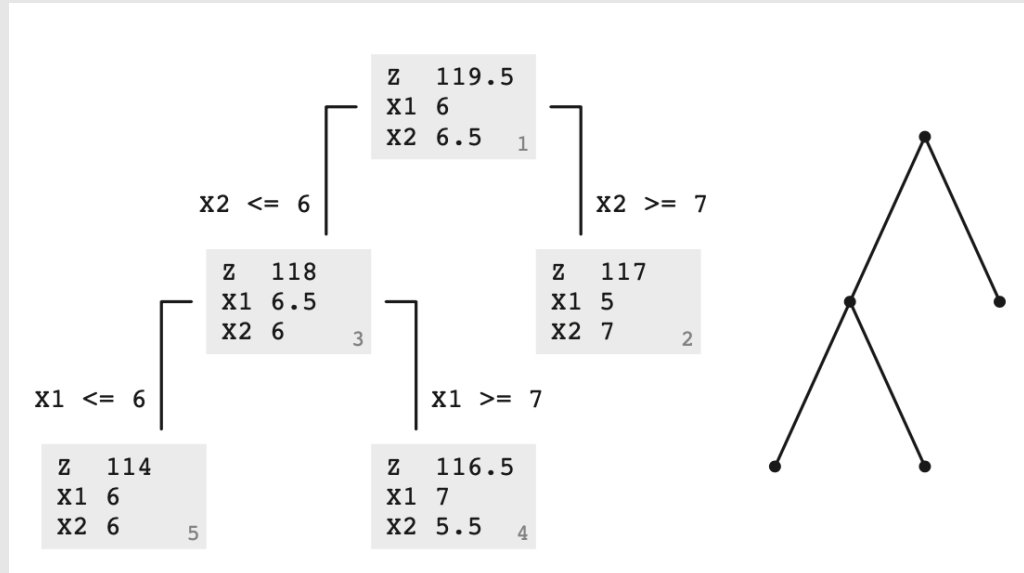 Z 119.5
X1 6
X2 6.5 1
X2 <= 6
X2 >= 7
Z 118
X1 6.5
X2 6 3
Z 117
X1 5
X2 7 2
X1 <= 6
X1 >= 7
Z 114
X1 6
X2 6 5
Z 116.5
X1 7
X2 5.5 4